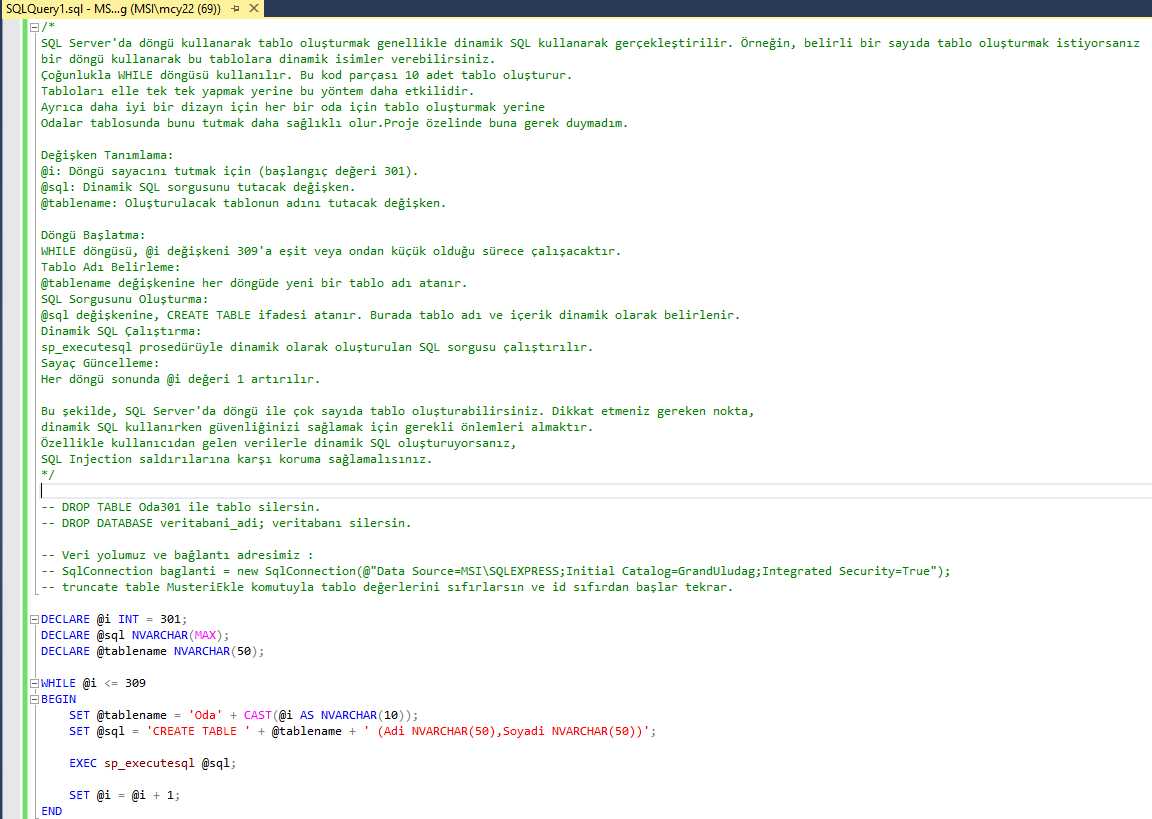 SQLQuery1.sql - MS...g (MSI\mcy22 (69))
/*
SQL Server'da döngü kullanarak tablo oluşturmak genellikle dinamik SQL kullanarak gerçekleştirilir. Örneğin, belirli bir sayıda tablo oluşturmak istiyorsanız
bir döngü kullanarak bu tablolara dinamik isimler verebilirsiniz.
Çoğunlukla WHILE döngüsü kullanılır. Bu kod parçası 10 adet tablo oluşturur.
Tabloları elle tek tek yapmak yerine bu yöntem daha etkilidir.
Ayrıca daha iyi bir dizayn için her bir oda için tablo oluşturmak yerine
Odalar tablosunda bunu tutmak daha sağlıklı olur.Proje özelinde buna gerek duymadım.

Değişken Tanımlama:
@i: Döngü sayacını tutmak için (başlangıç değeri 301).
@sql: Dinamik SQL sorgusunu tutacak değişken.
@tablename: Oluşturulacak tablonun adını tutacak değişken.

Döngü Başlatma:
WHILE döngüsü, @i değişkeni 309'a eşit veya ondan küçük olduğu sürece çalışacaktır.
Tablo Adı Belirleme:
@tablename değişkenine her döngüde yeni bir tablo adı atanır.
SQL Sorgusunu Oluşturma:
@sql değişkenine, CREATE TABLE ifadesi atanır. Burada tablo adı ve içerik dinamik olarak belirlenir.
Dinamik SQL Çalıştırma:
sp_executesql prosedürüyle dinamik olarak oluşturulan SQL sorgusu çalıştırılır.
Sayaç Güncelleme:
Her döngü sonunda @i değeri 1 artırılır.

Bu şekilde, SQL Server'da döngü ile çok sayıda tablo oluşturabilirsiniz. Dikkat etmeniz gereken nokta,
dinamik SQL kullanırken güvenliğinizi sağlamak için gerekli önlemleri almaktır.
Özellikle kullanıcıdan gelen verilerle dinamik SQL oluşturuyorsanız,
SQL Injection saldırılarına karşı koruma sağlamalısınız.
*/

-- DROP TABLE Oda301 ile tablo silersin.
-- DROP DATABASE veritabani_adi; veritabanı silersin.

-- Veri yolumuz ve bağlantı adresimiz :
-- SqlConnection baglanti = new SqlConnection(@"Data Source=MSI\SQLEXPRESS;Initial Catalog=GrandUludag;Integrated Security=True");
-- truncate table MusteriEkle komutuyla tablo değerlerini sıfırlarsın ve id sıfırdan başlar tekrar.

DECLARE @i INT = 301;
DECLARE @sql NVARCHAR(MAX);
DECLARE @tablename NVARCHAR(50);

WHILE @i <= 309
BEGIN
    SET @tablename = 'Oda' + CAST(@i AS NVARCHAR(10));
    SET @sql = 'CREATE TABLE ' + @tablename + ' (Adi NVARCHAR(50),Soyadi NVARCHAR(50))';

    EXEC sp_executesql @sql;

    SET @i = @i + 1;
END